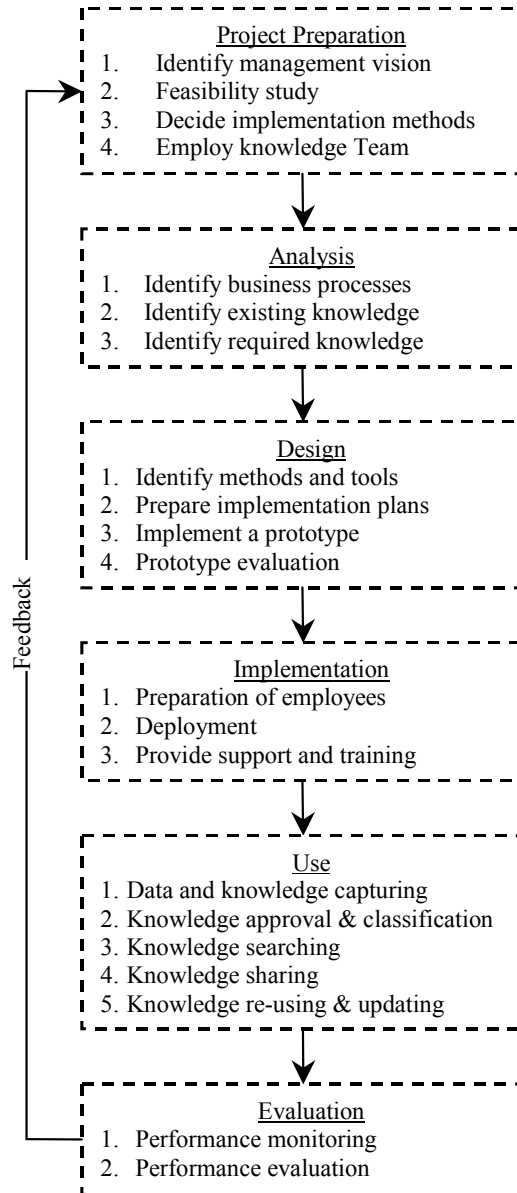 Project Preparation
1. Identify management vision
2. Feasibility study
3. Decide implementation methods
4. Employ knowledge Team
Analysis
1. Identify business processes
2. Identify existing knowledge
3. Identify required knowledge
Design
1. Identify methods and tools
2. Prepare implementation plans
3. Implement a prototype
4. Prototype evaluation
Implementation
1. Preparation of employees
2. Deployment
3. Provide support and training
Use
1. Data and knowledge capturing
2. Knowledge approval & classification
3. Knowledge searching
4. Knowledge sharing
5. Knowledge re-using & updating
Evaluation
1. Performance monitoring
2. Performance evaluation
Feedback